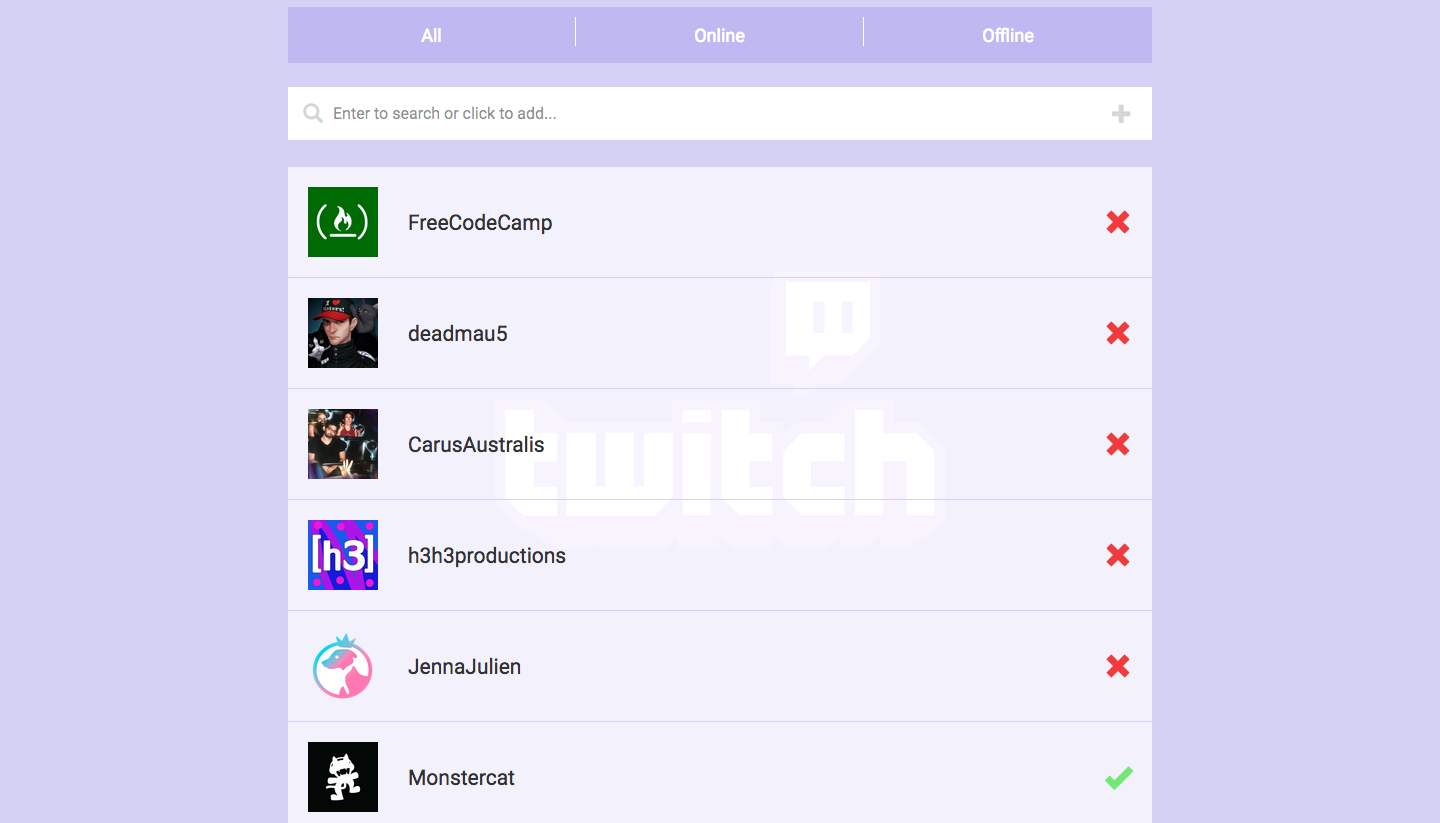 All
Online
Offline
Enter to search or click to add...
FreeCodeCamp
deadmau5
CarusAustralis
twitch
h3h3productions
[h3]
JennaJulien
Monstercat